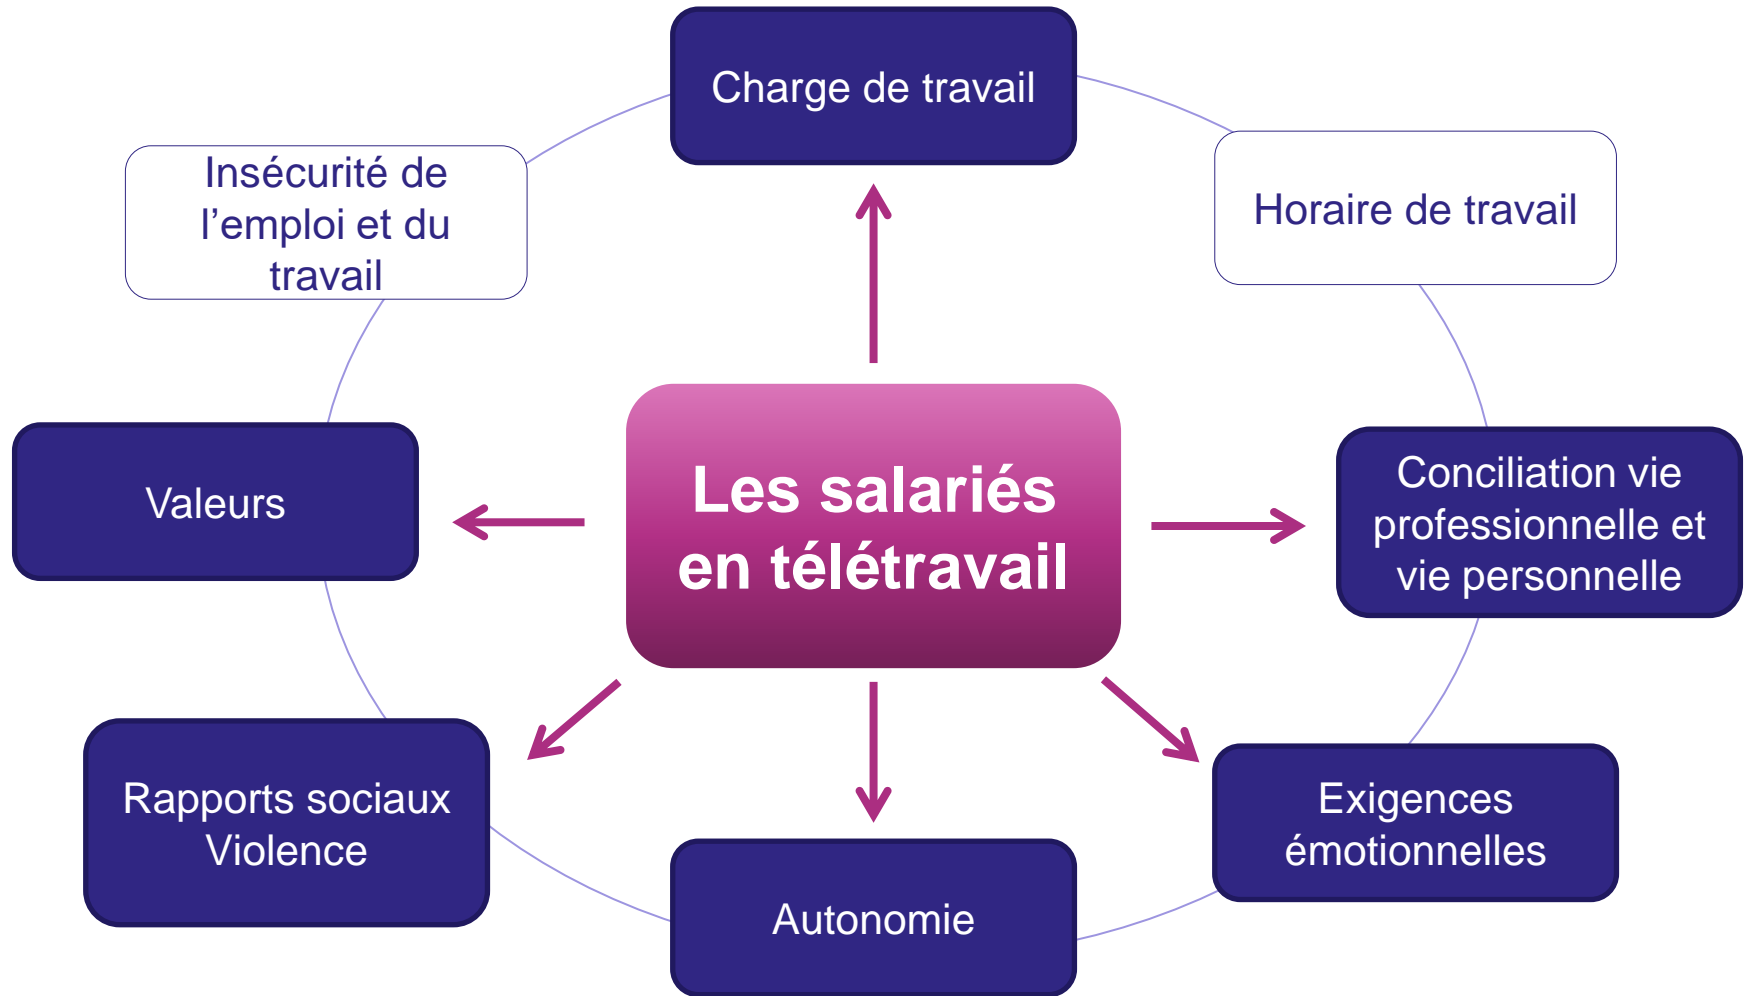 Charge de travail
Insécurité de
l’emploi et du
travail
Horaire de travail
Les salariés
en télétravail
Valeurs
Conciliation vie
professionnelle et
vie personnelle
Rapports sociaux
Violence
Exigences
émotionnelles
Autonomie